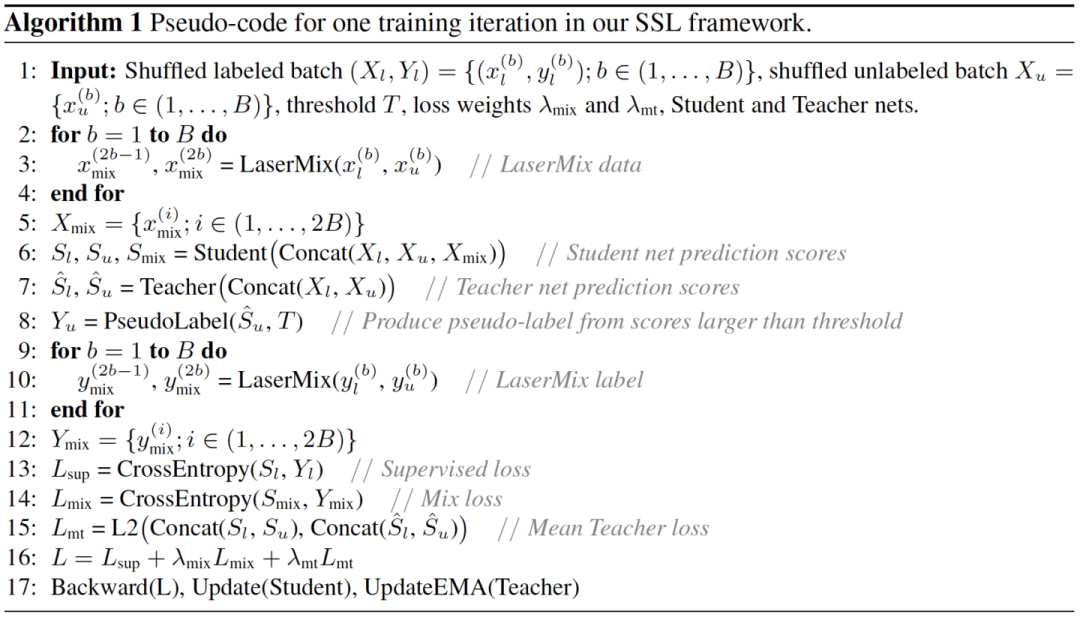 Algorithm 1 Pseudo-code for one training iteration in our SSL framework.
1: Input: Shuffled labeled batch $(X_l, Y_l) = \{(x_l^{(b)}, y_l^{(b)}); b \in (1, \ldots, B)\}$, shuffled unlabeled batch $X_u =$
$\{x_u^{(b)}; b \in (1, \ldots, B)\}$, threshold $T$, loss weights $\lambda_{\text{mix}}$ and $\lambda_{\text{mt}}$, Student and Teacher nets.
2: for $b = 1$ to $B$ do
3: $x_{\text{mix}}^{(2b-1)}, x_{\text{mix}}^{(2b)}$ = LaserMix$(x_l^{(b)}, x_u^{(b)})$ // LaserMix data
4: end for
5: $X_{\text{mix}} = \{x_{\text{mix}}^{(i)}; i \in (1, \ldots, 2B)\}$
6: $S_l, S_u, S_{\text{mix}}$ = Student$(\text{Concat}(X_l, X_u, X_{\text{mix}}))$ // Student net prediction scores
7: $\hat{S}_l, \hat{S}_u$ = Teacher$(\text{Concat}(X_l, X_u))$ // Teacher net prediction scores
8: $Y_u$ = PseudoLabel$(\hat{S}_u, T)$ // Produce pseudo-label from scores larger than threshold
9: for $b = 1$ to $B$ do
10: $y_{\text{mix}}^{(2b-1)}, y_{\text{mix}}^{(2b)}$ = LaserMix$(y_l^{(b)}, y_u^{(b)})$ // LaserMix label
11: end for
12: $Y_{\text{mix}} = \{y_{\text{mix}}^{(i)}; i \in (1, \ldots, 2B)\}$
13: $L_{\text{sup}}$ = CrossEntropy$(S_l, Y_l)$ // Supervised loss
14: $L_{\text{mix}}$ = CrossEntropy$(S_{\text{mix}}, Y_{\text{mix}})$ // Mix loss
15: $L_{\text{mt}}$ = L2$(\text{Concat}(S_l, S_u), \text{Concat}(\hat{S}_l, \hat{S}_u))$ // Mean Teacher loss
16: $L = L_{\text{sup}} + \lambda_{\text{mix}} L_{\text{mix}} + \lambda_{\text{mt}} L_{\text{mt}}$
17: Backward(L), Update(Student), UpdateEMA(Teacher)